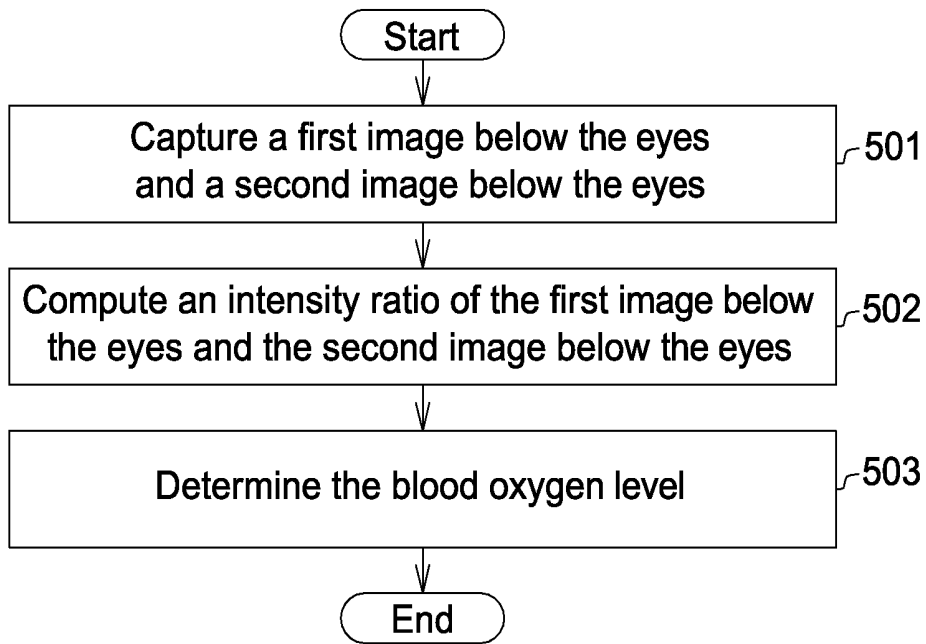 Start
Capture a first image below the eyes
and a second image below the eyes
501
Compute an intensity ratio of the first image below
the eyes and the second image below the eyes
502
Determine the blood oxygen level
503
End